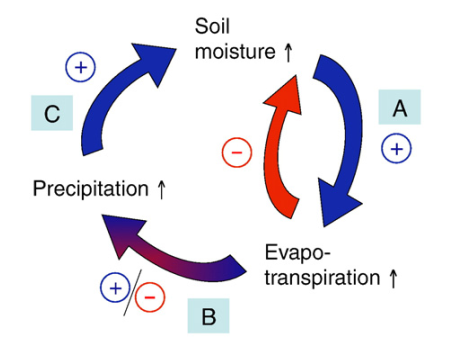 Soil
moisture ↑
+
C
A
−
+
Precipitation ↑
Evapo-
transpiration ↑
+/−
B